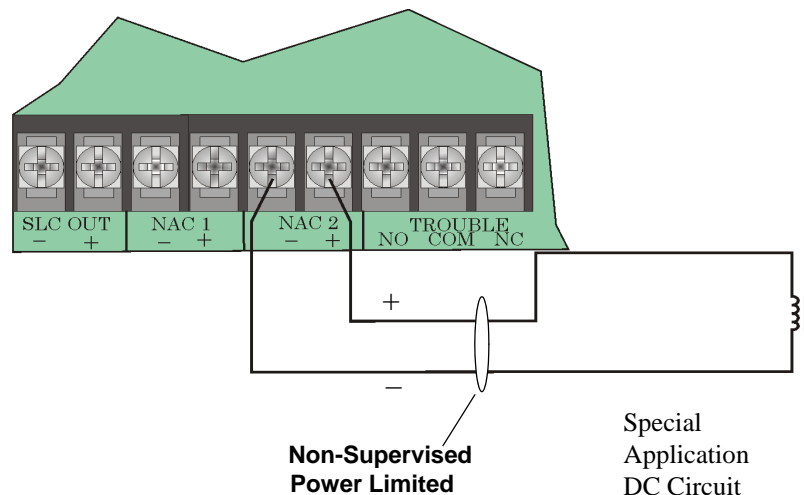 SLC OUT NAC 1 NAC 2 TROUBLE
− + − + − + NO COM NC
+
−
Non-Supervised
Power Limited
Special
Application
DC Circuit